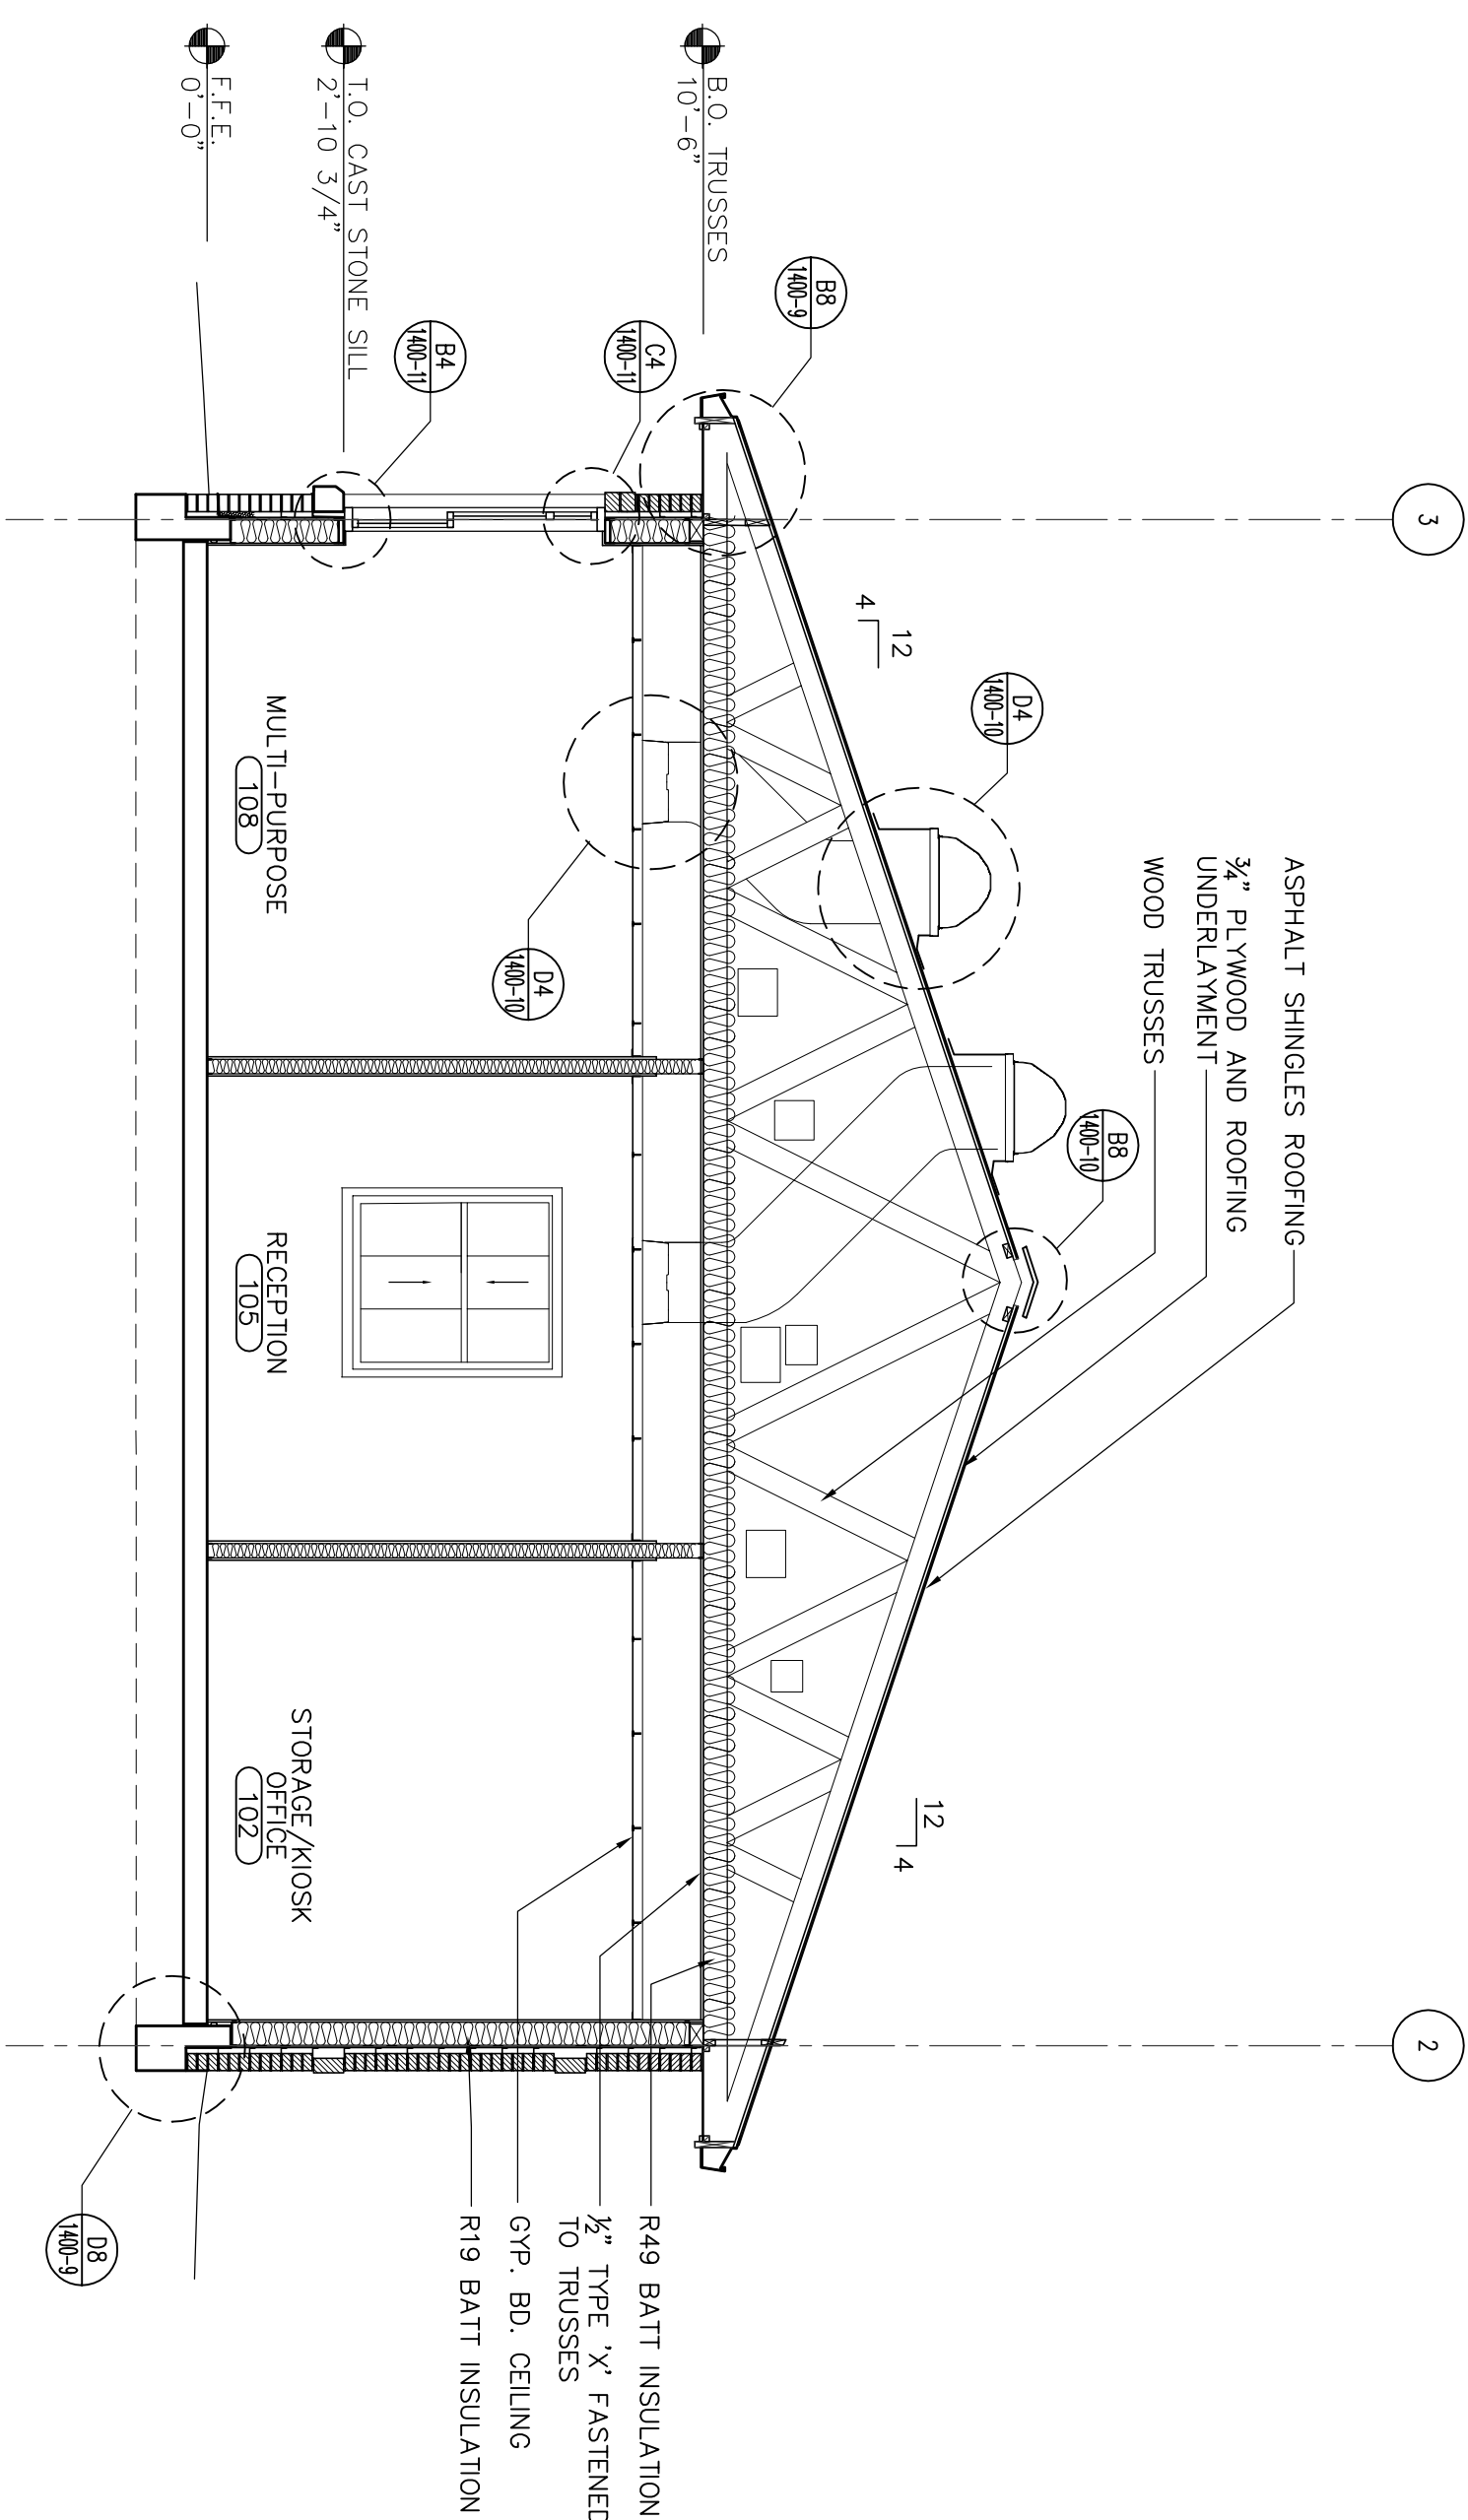 3
2
ASPHALT SHINGLES ROOFING
3/4" PLYWOOD AND ROOFING
UNDERLAYMENT
WOOD TRUSSES
B8
1400-10
D4
1400-10
12
4
12
4
B8
1400-9
B.O. TRUSSES
10'-6"
C4
1400-11
B4
1400-11
T.O. CAST STONE SILL
2'-10 3/4"
F.F.E.
0'-0"
D4
1400-10
MULTI-PURPOSE
108
RECEPTION
105
STORAGE/KIOSK
OFFICE
102
R49 BATT INSULATION
1/2" TYPE 'X' FASTENED
TO TRUSSES
GYP. BD. CEILING
R19 BATT INSULATION
D8
1400-9